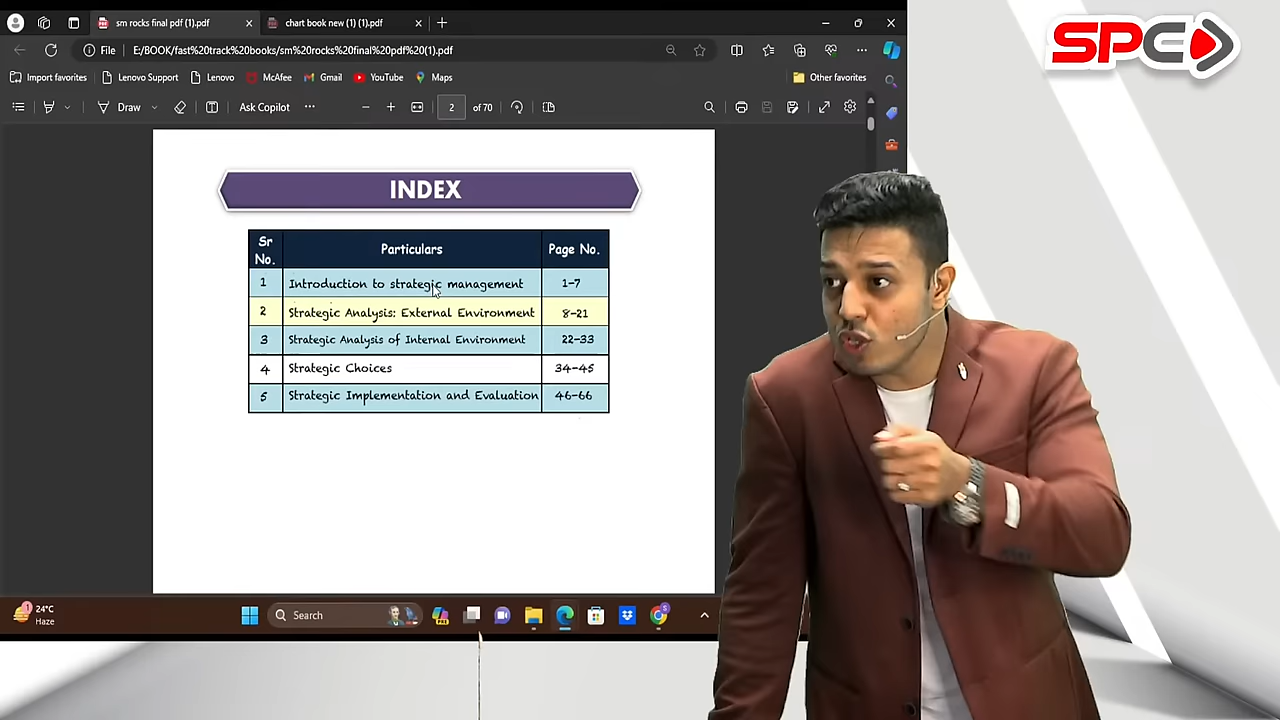 sm rocks final pdf (1).pdf
chart book new (1) (1).pdf
File
E:/BOOK/fast%20track%20books/sm%20rocks%20final%20pdf%20(1).pdf
Import favorites
Lenovo Support
Lenovo
McAfee
Gmail
YouTube
Maps
Other favorites
Draw
Ask Copilot
2
of 70
SPC
INDEX
Sr No.
Particulars
Page No.
1
Introduction to strategic management
1-7
2
Strategic Analysis: External Environment
8-21
3
Strategic Analysis of Internal Environment
22-33
4
Strategic Choices
34-45
5
Strategic Implementation and Evaluation
46-66
1
24°C
Haze
Search